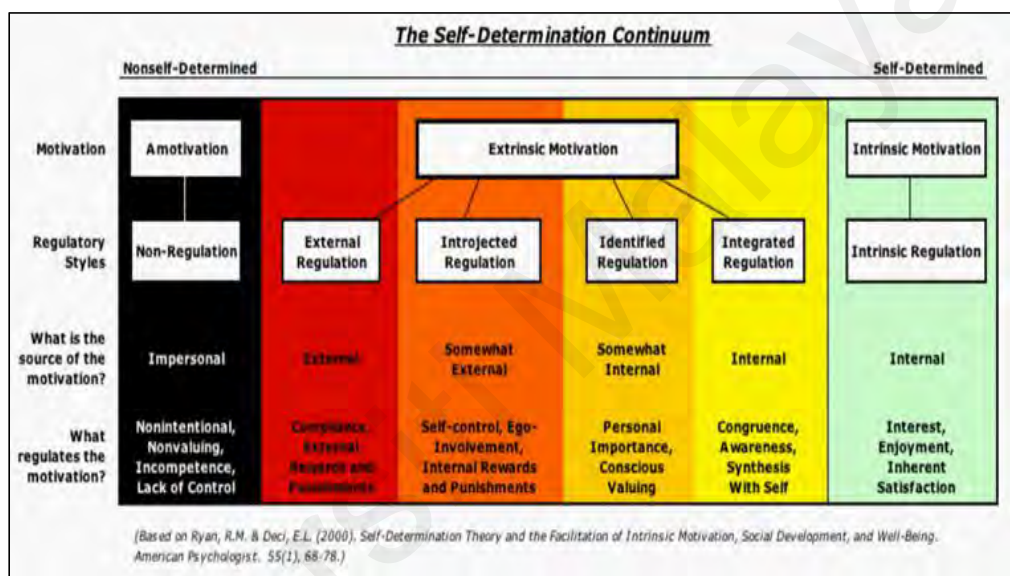 The Self-Determination Continuum
Nonself-Determined Self-Determined
Motivation Amotivation Extrinsic Motivation Intrinsic Motivation
Regulatory Styles
Non-Regulation
External Regulation
Introjected Regulation
Identified Regulation
Integrated Regulation
Intrinsic Regulation
What is the
source of the
motivation?
Impersonal
External
Somewhat
External
Somewhat
Internal
Internal
Internal
What
regulates the
motivation?
Nonintentional,
Nonvaluing,
Incompetence,
Lack of Control
Compliance,
External
Rewards and
Punishments
Self-control, Ego-
Involvement,
Internal Rewards
and Punishments
Personal
Importance,
Conscious
Valuing
Congruence,
Awareness,
Synthesis
With Self
Interest,
Enjoyment,
Inherent
Satisfaction
(Based on Ryan, R.M. & Deci, E.L. (2000). Self-Determination Theory and the Facilitation of Intrinsic Motivation, Social Development, and Well-Being.
American Psychologist. 55(1), 68-78.)